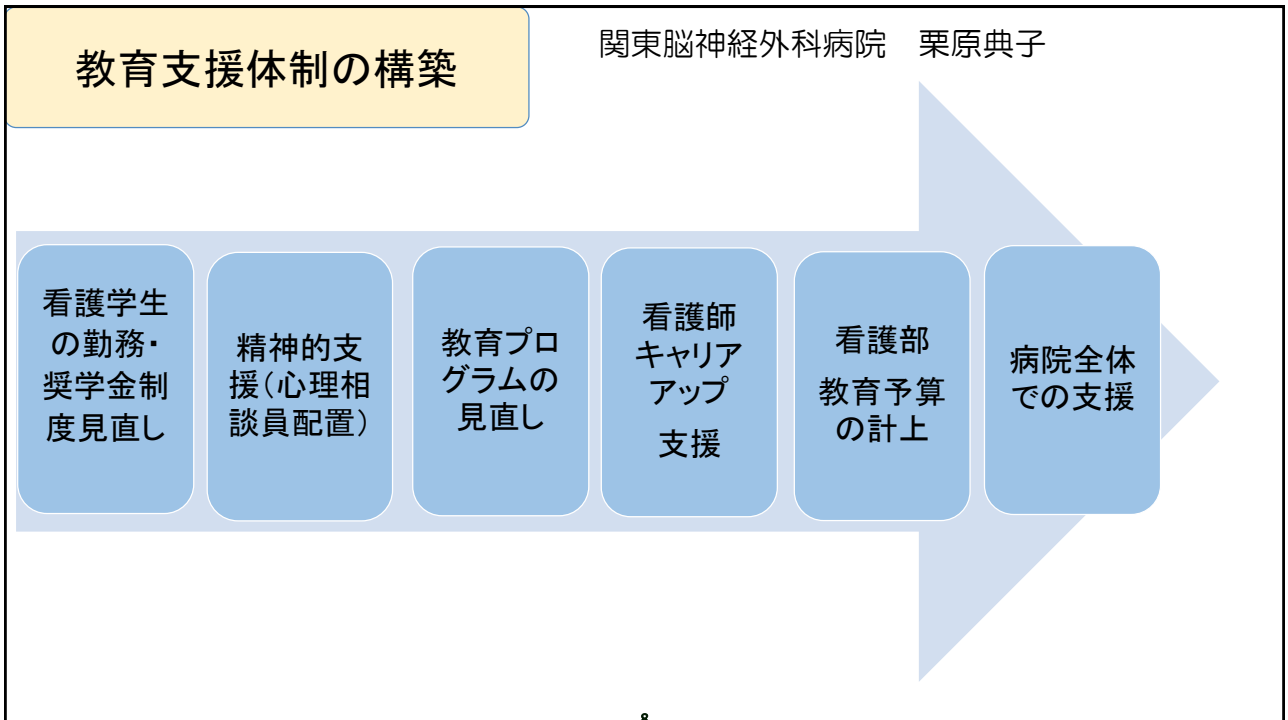 教育支援体制の構築
関東脳神経外科病院　栗原典子
看護学生
の勤務・
奨学金制
度見直し
精神的支
援(心理相
談員配置)
教育プロ
グラムの
見直し
看護師
キャリア
アップ
支援
看護部
教育予算
の計上
病院全体
での支援
8